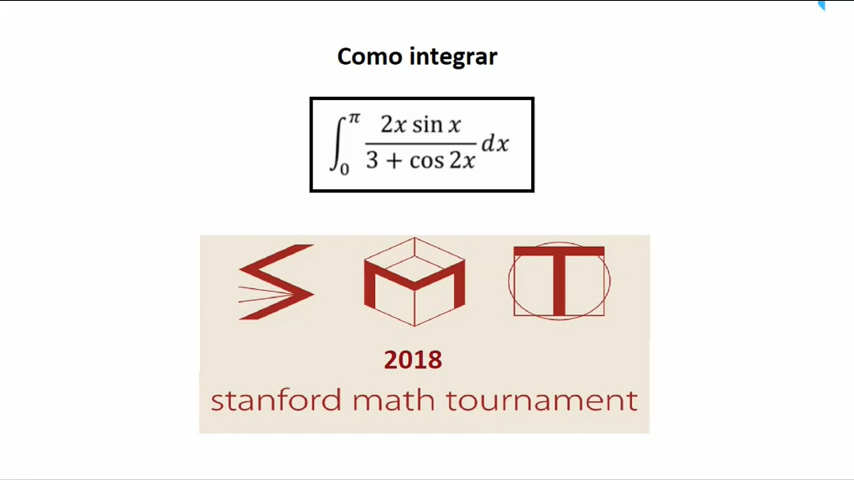 Como integrar
∫₀^π (2x sin x)/(3 + cos 2x) dx
SMT
2018
stanford math tournament